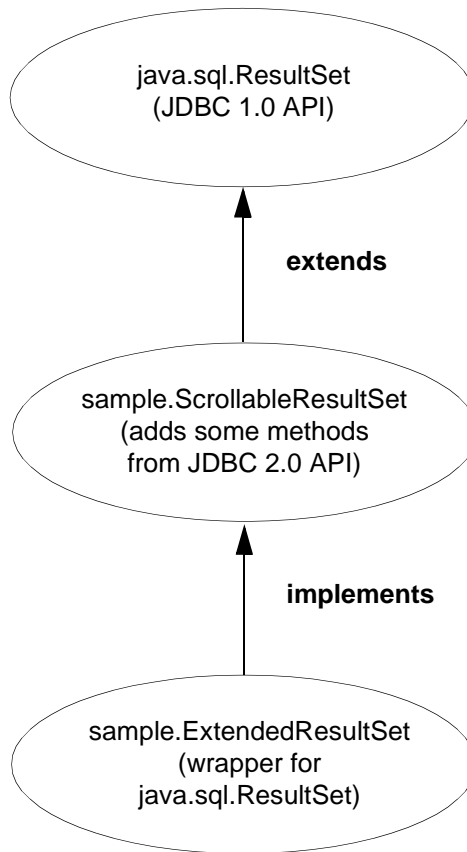 java.sql.ResultSet
(JDBC 1.0 API)
extends
sample.ScrollableResultSet
(adds some methods
from JDBC 2.0 API)
implements
sample.ExtendedResultSet
(wrapper for
java.sql.ResultSet)